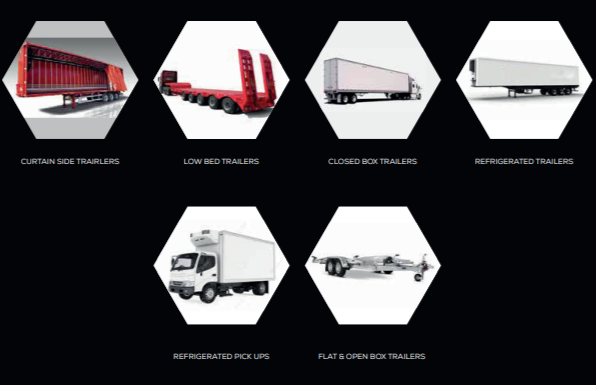 CURTAIN SIDE TRAIRLERS
LOW BED TRAILERS
CLOSED BOX TRAILERS
REFRIGERATED TRAILERS
REFRIGERATED PICK UPS
FLAT & OPEN BOX TRAILERS